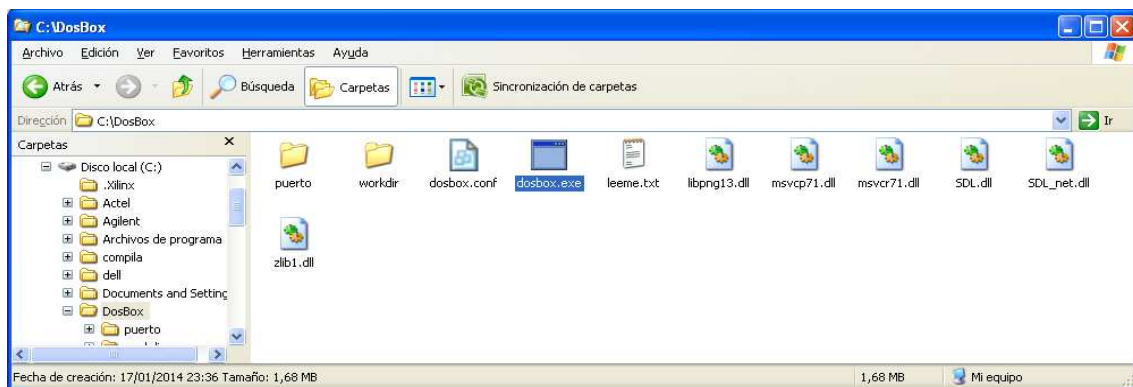 C:\DosBox
Archivo Edición Ver Favoritos Herramientas Ayuda
Atrás Búsqueda Carpetas Sincronización de carpetas
Dirección C:\DosBox Ir
Carpetas
Disco local (C:)
.Xilinx
Actel
Agilent
Archivos de programa
compila
dell
Documents and Setting
DosBox
puerto
puerto workdir dosbox.conf dosbox.exe leeme.txt libpng13.dll msvcp71.dll msvcr71.dll SDL.dll SDL_net.dll
zlib1.dll
Fecha de creación: 17/01/2014 23:36 Tamaño: 1,68 MB 1,68 MB Mi equipo